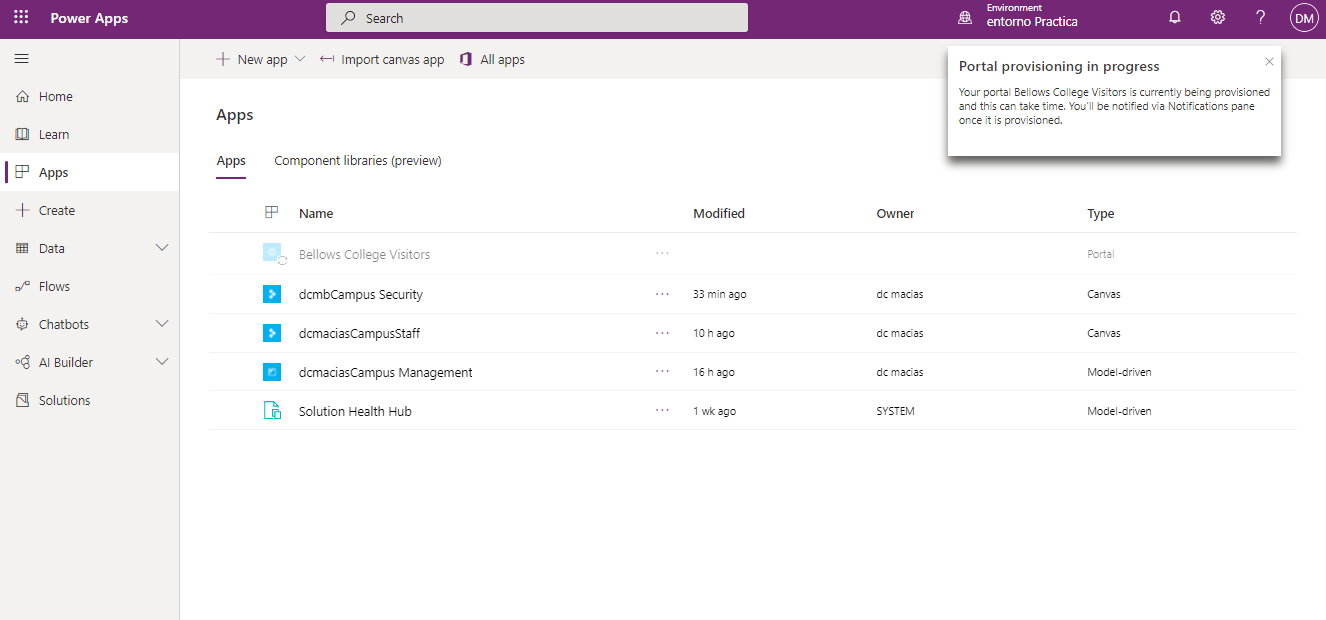 Power Apps
Search
Environment
entorno Practica
?
DM
New app
Import canvas app
All apps
Portal provisioning in progress
Your portal Bellows College Visitors is currently being provisioned
and this can take time. You'll be notified via Notifications pane
once it is provisioned.
Home
Learn
Apps
Create
Data
Flows
Chatbots
AI Builder
Solutions
Apps
Apps
Component libraries (preview)
Name Modified Owner Type
Bellows College Visitors ... Portal
dcmbCampus Security ... 33 min ago dc macias Canvas
dcmaciasCampusStaff ... 10 h ago dc macias Canvas
dcmaciasCampus Management ... 16 h ago dc macias Model-driven
Solution Health Hub ... 1 wk ago SYSTEM Model-driven